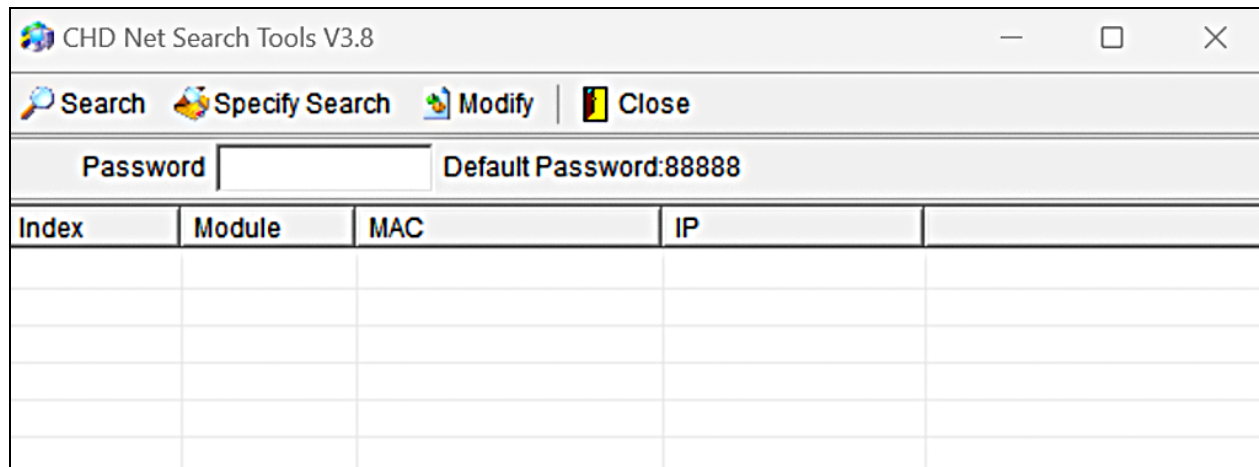 CHD Net Search Tools V3.8
Search Specify Search Modify Close
Password Default Password:88888
Index Module MAC IP